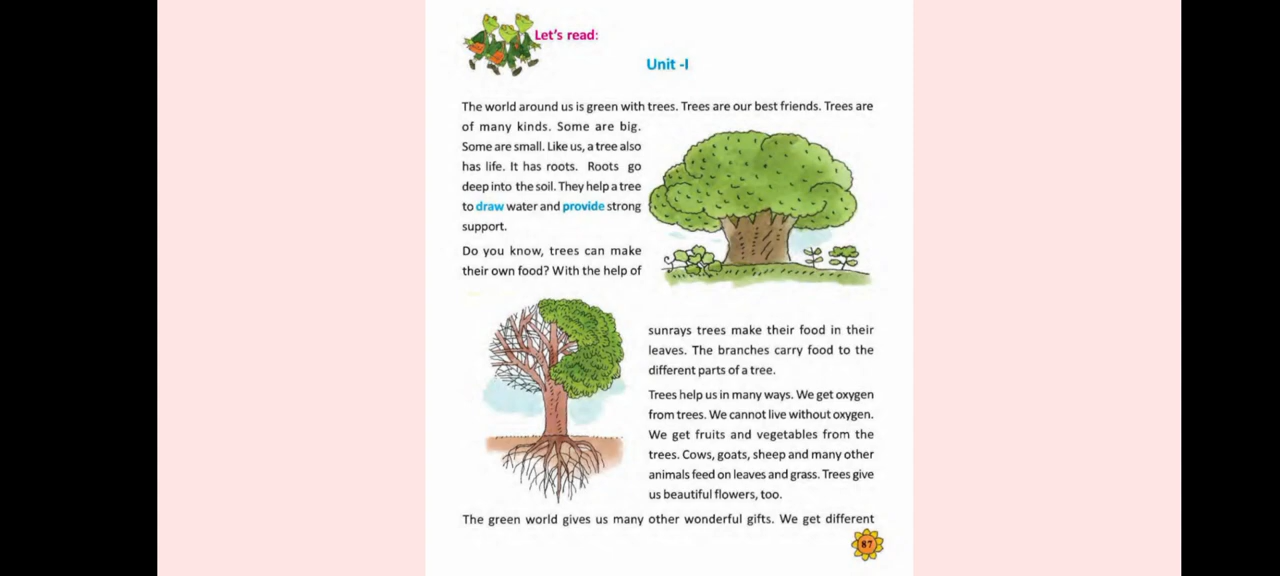 Let's read:
Unit -I
The world around us is green with trees. Trees are our best friends. Trees are
of many kinds. Some are big.
Some are small. Like us, a tree also
has life. It has roots. Roots go
deep into the soil. They help a tree
to draw water and provide strong
support.
Do you know, trees can make
their own food? With the help of
sunrays trees make their food in their
leaves. The branches carry food to the
different parts of a tree.
Trees help us in many ways. We get oxygen
from trees. We cannot live without oxygen.
We get fruits and vegetables from the
trees. Cows, goats, sheep and many other
animals feed on leaves and grass. Trees give
us beautiful flowers, too.
The green world gives us many other wonderful gifts. We get different
87